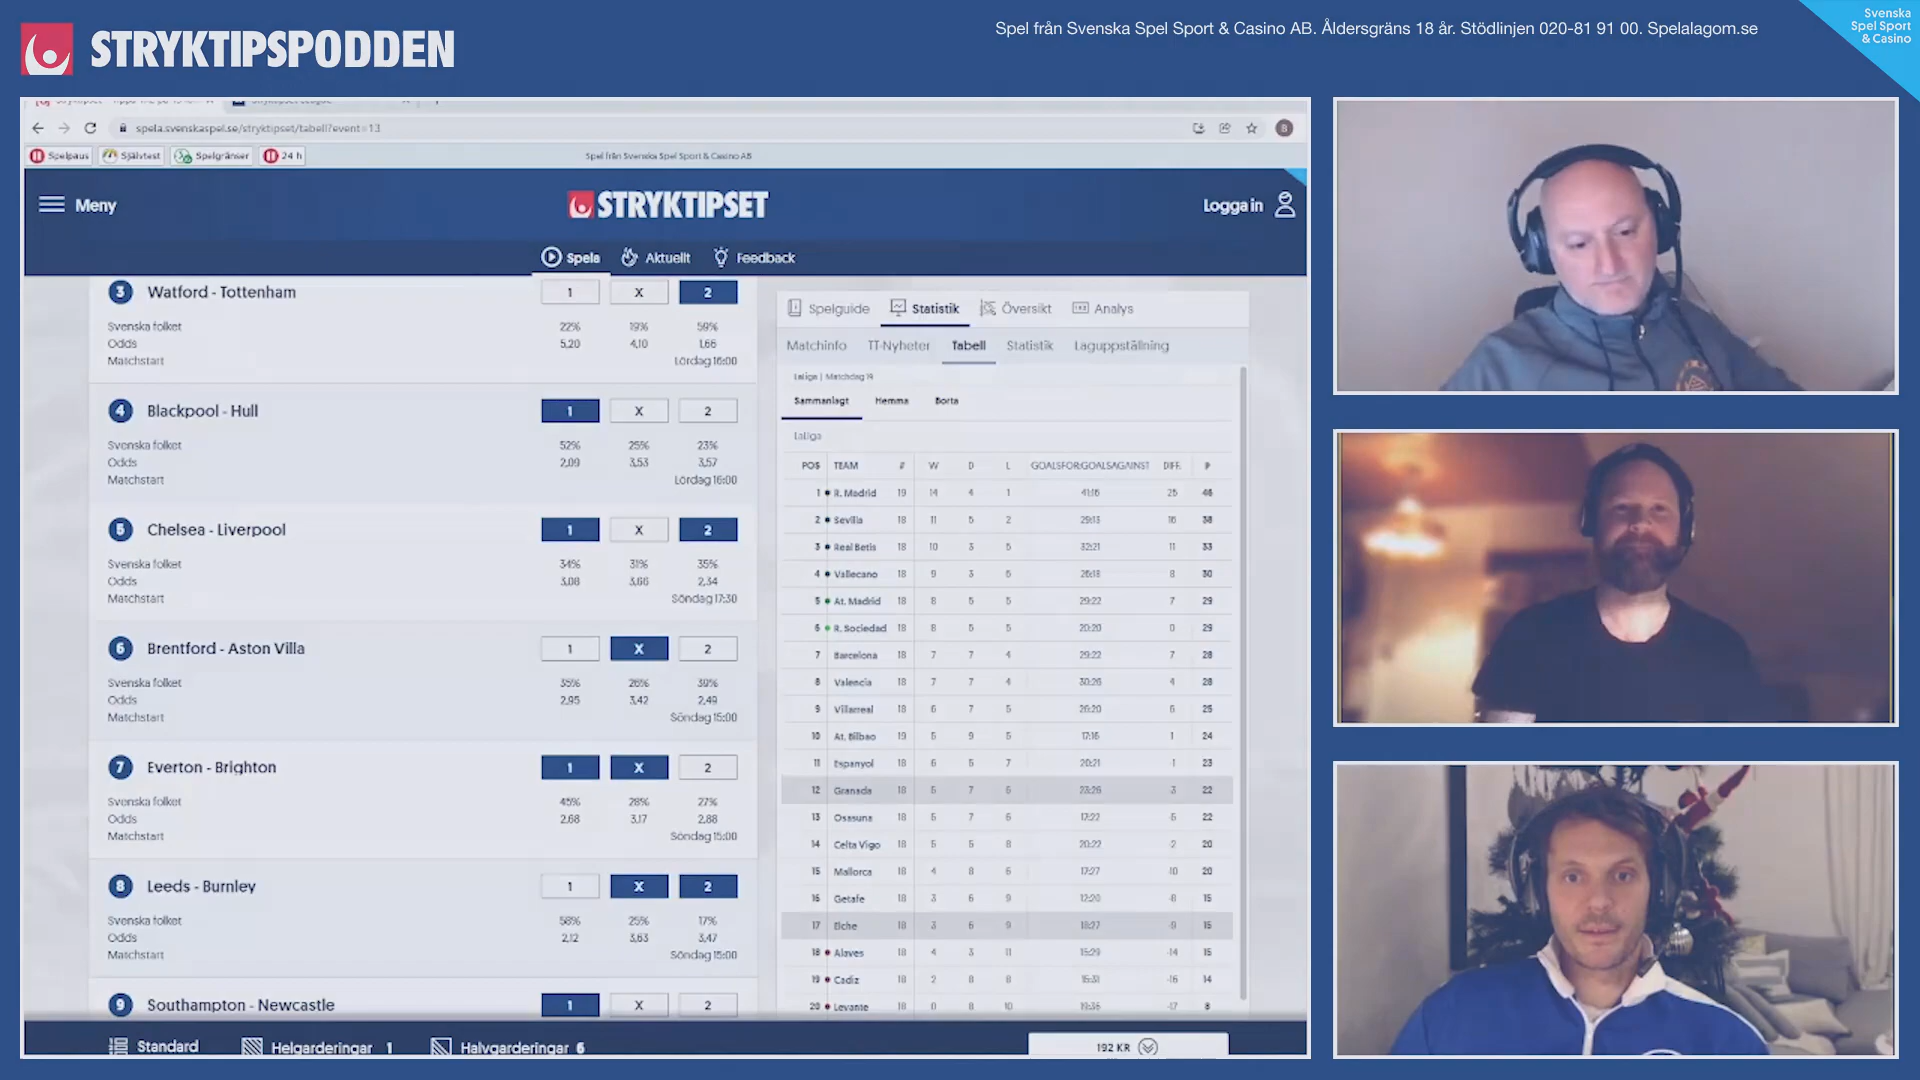 STRYKTIPSPODDEN
Spel från Svenska Spel Sport & Casino AB. Åldersgräns 18 år. Stödlinjen 020-81 91 00. Spelalagom.se
Svenska
Spel Sport
& Casino
spela.svenskaspel.se/stryktipset/tabell?event=13
B
Spelpaus Självtest Spelgränser 24 h
Spel från Svenska Spel Sport & Casino AB
Meny
STRYKTIPSET
Logga in
Spela Aktuellt Feedback
3 Watford - Tottenham 1 X 2
Svenska folket 22% 19% 59%
Odds 5,20 4,10 1,66
Matchstart Lördag 16:00
4 Blackpool - Hull 1 X 2
Svenska folket 52% 25% 23%
Odds 2,09 3,53 3,57
Matchstart Lördag 16:00
5 Chelsea - Liverpool 1 X 2
Svenska folket 34% 31% 35%
Odds 3,08 3,66 2,34
Matchstart Söndag 17:30
6 Brentford - Aston Villa 1 X 2
Svenska folket 35% 26% 39%
Odds 2,95 3,42 2,49
Matchstart Söndag 15:00
7 Everton - Brighton 1 X 2
Svenska folket 45% 28% 27%
Odds 2,68 3,17 2,88
Matchstart Söndag 15:00
8 Leeds - Burnley 1 X 2
Svenska folket 58% 25% 17%
Odds 2,12 3,63 3,47
Matchstart Söndag 15:00
9 Southampton - Newcastle 1 X 2
Spelguide Statistik Översikt Analys
Matchinfo TT-Nyheter Tabell Statistik Laguppställning
LaLiga | Matchdag 19
Sammanlagt Hemma Borta
LaLiga
POS TEAM # W D L GOALSFOR:GOALSAGAINST DIFF. P
1 R. Madrid 19 14 4 1 41:16 25 46
2 Sevilla 18 11 5 2 29:13 16 38
3 Real Betis 18 10 3 5 32:21 11 33
4 Vallecano 18 9 3 6 26:18 8 30
5 At. Madrid 18 8 5 5 29:22 7 29
6 R. Sociedad 18 8 5 5 20:20 0 29
7 Barcelona 18 7 7 4 29:22 7 28
8 Valencia 18 7 7 4 30:26 4 28
9 Villarreal 18 6 7 5 26:20 6 25
10 At. Bilbao 19 5 9 5 17:16 1 24
11 Espanyol 18 6 5 7 20:21 -1 23
12 Granada 18 5 7 6 23:26 -3 22
13 Osasuna 18 5 7 6 17:22 -5 22
14 Celta Vigo 18 5 5 8 20:22 -2 20
15 Mallorca 18 4 8 6 17:27 -10 20
16 Getafe 18 3 6 9 12:20 -8 15
17 Elche 18 3 6 9 18:27 -9 15
18 Alaves 18 4 3 11 15:29 -14 15
19 Cadiz 18 2 8 8 15:31 -16 14
20 Levante 18 0 8 10 19:36 -17 8
Standard Helgarderingar 1 Halvgarderingar 6
192 KR